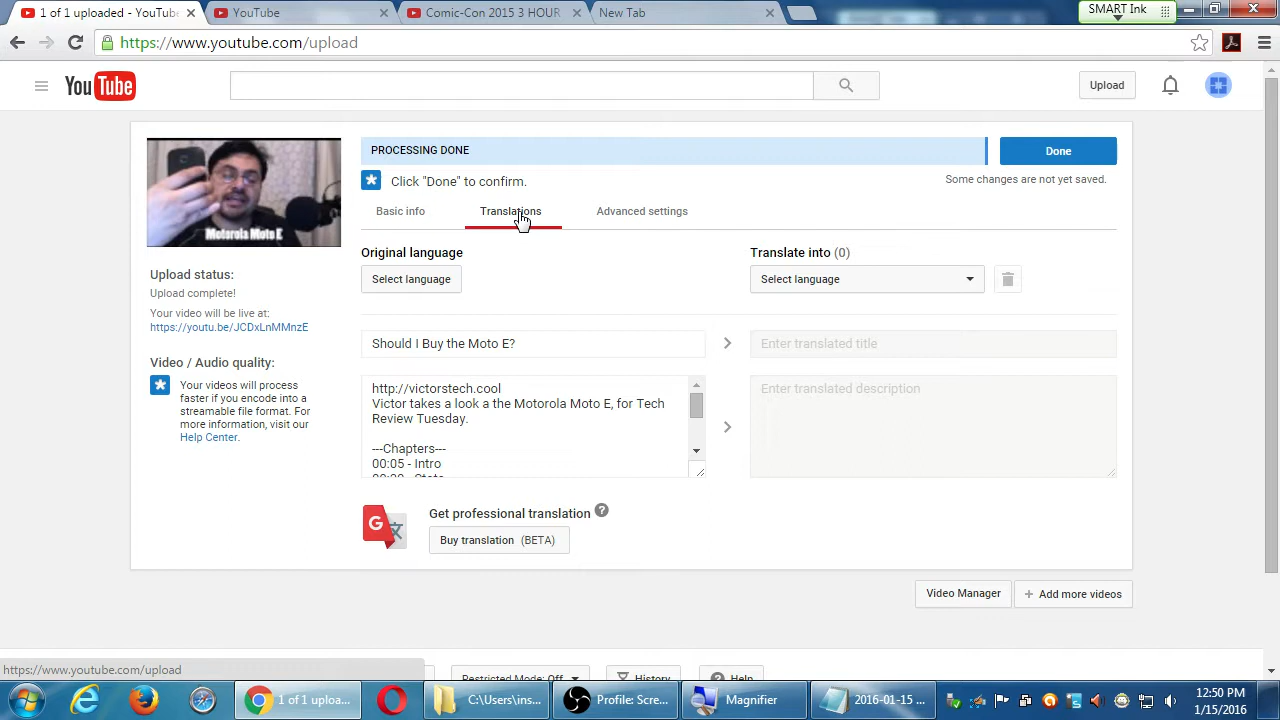 1 of 1 uploaded - YouTu
YouTube
Comic-Con 2015 3 HOUR
New Tab
SMART Ink
https://www.youtube.com/upload
YouTube
Upload
PROCESSING DONE
Done
Click "Done" to confirm.
Some changes are not yet saved.
Basic info
Translations
Advanced settings
Motorola Moto E
Original language
Translate into (0)
Select language
Select language
Upload status:
Upload complete!
Your video will be live at:
https://youtu.be/JCDxLnMMnzE
Should I Buy the Moto E?
Enter translated title
Video / Audio quality:
Your videos will process
faster if you encode into a
streamable file format. For
more information, visit our
Help Center.
http://victorstech.cool
Victor takes a look a the Motorola Moto E, for Tech
Review Tuesday.
---Chapters---
00:05 - Intro
Enter translated description
Get professional translation
Buy translation (BETA)
Video Manager
+ Add more videos
https://www.youtube.com/upload
Restricted Mode: Off
History
Help
1 of 1 uploa...
C:\Users\ins...
Profile: Scre...
Magnifier
2016-01-15 ...
12:50 PM
1/15/2016